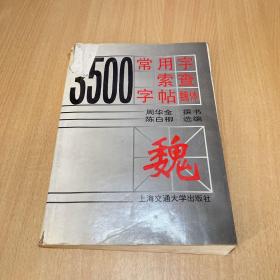 3500 常用字
索查
字帖 魏体
周华金 撰书
陈白柳 选编
魏
上海交通大学出版社